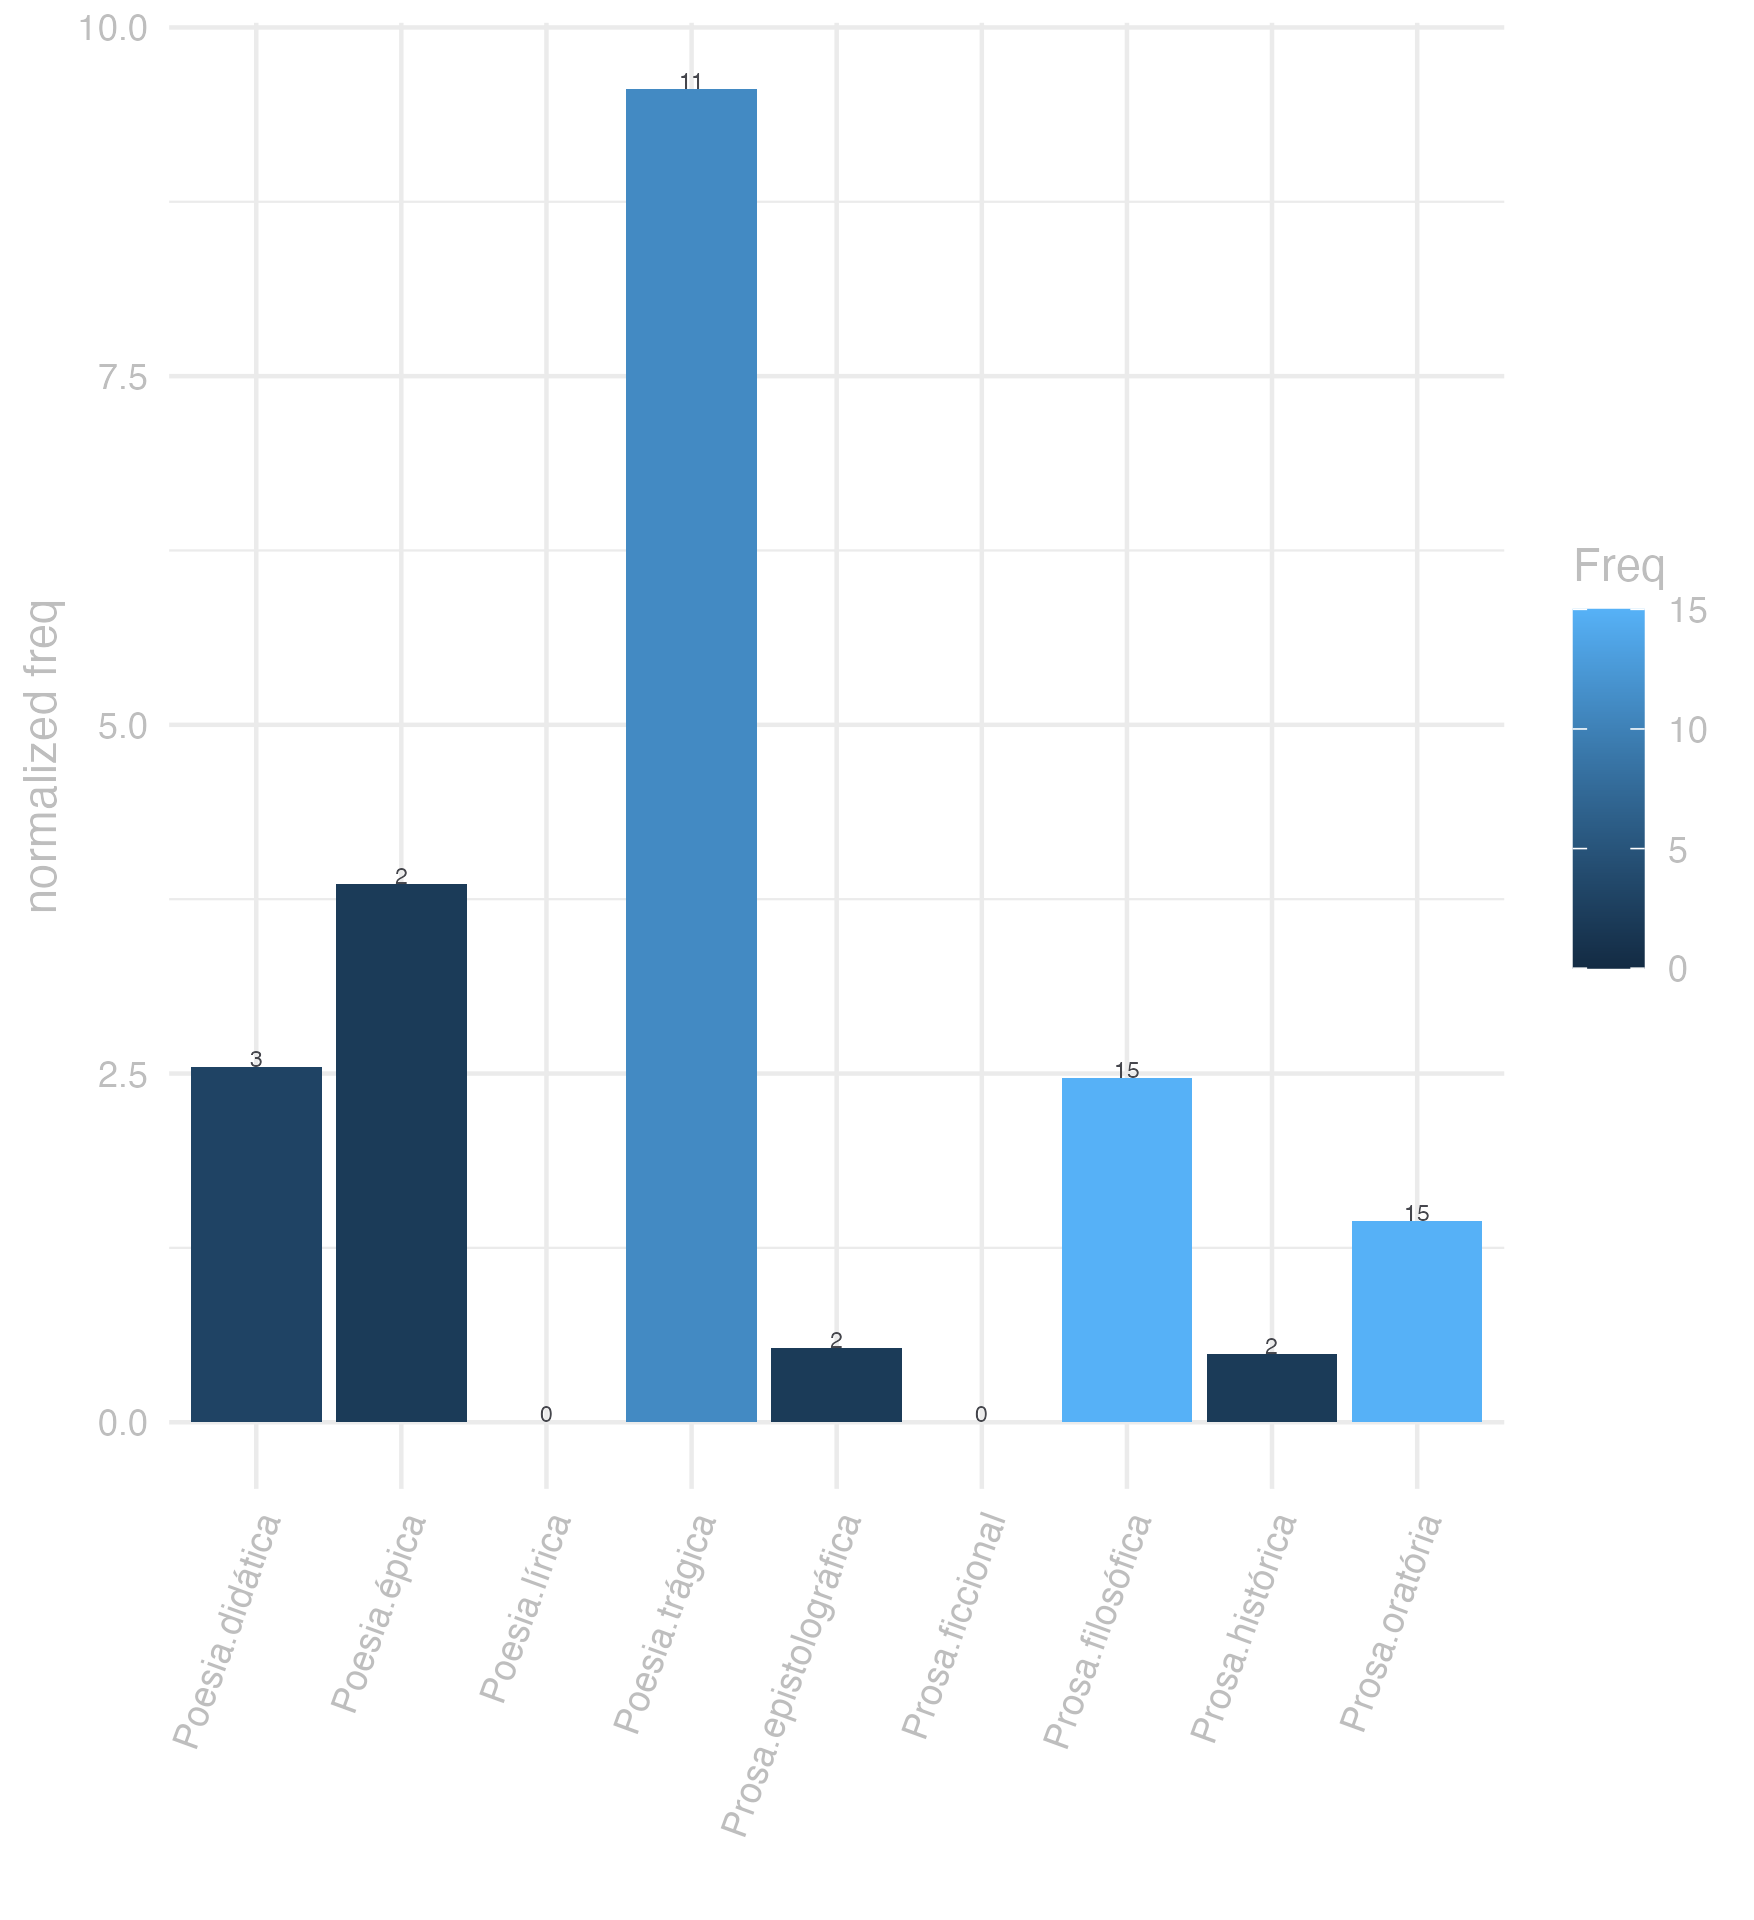 10.0
7.5
5.0
2.5
0.0
normalized freq
3
2
0
11
2
0
15
2
15
Poesia.didática
Poesia.épica
Poesia.lírica
Poesia.trágica
Prosa.epistolográfica
Prosa.ficcional
Prosa.filosófica
Prosa.histórica
Prosa.oratória
Freq
15
10
5
0